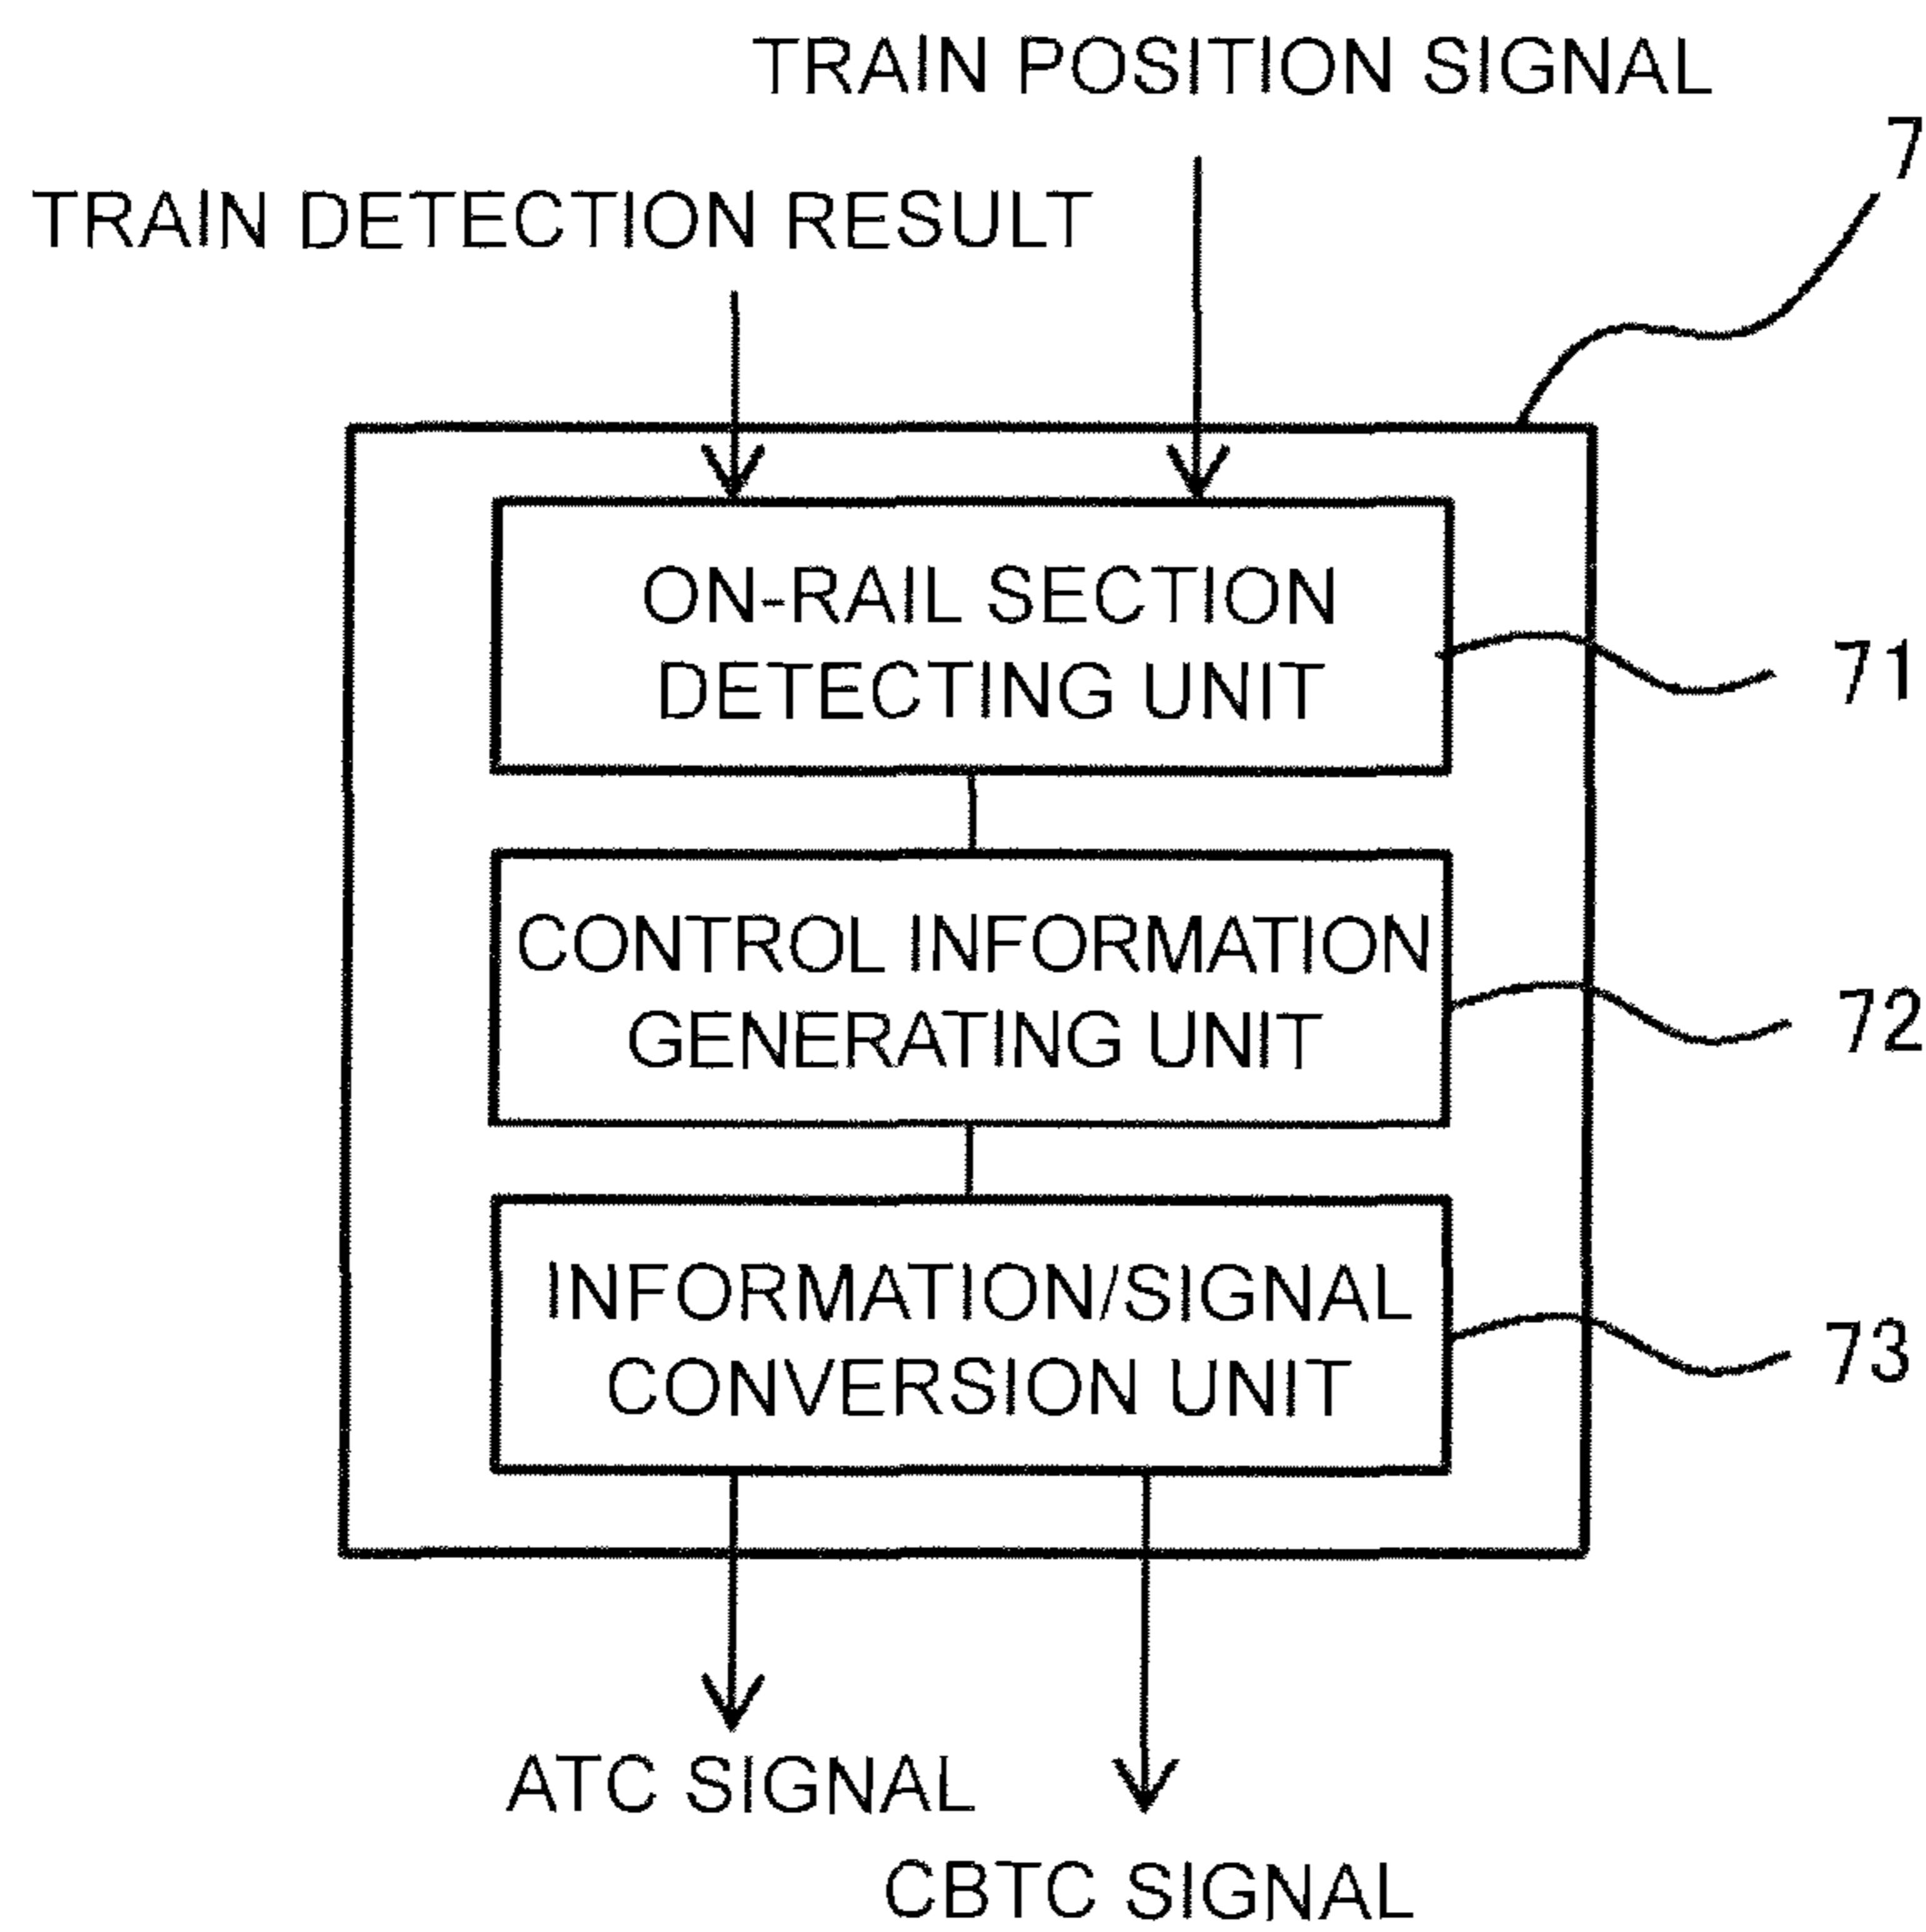 TRAIN POSITION SIGNAL
7
TRAIN DETECTION RESULT
ON-RAIL SECTION
DETECTING UNIT
71
CONTROL INFORMATION
GENERATING UNIT
72
INFORMATION/SIGNAL
CONVERSION UNIT
73
ATC SIGNAL
CBTC SIGNAL